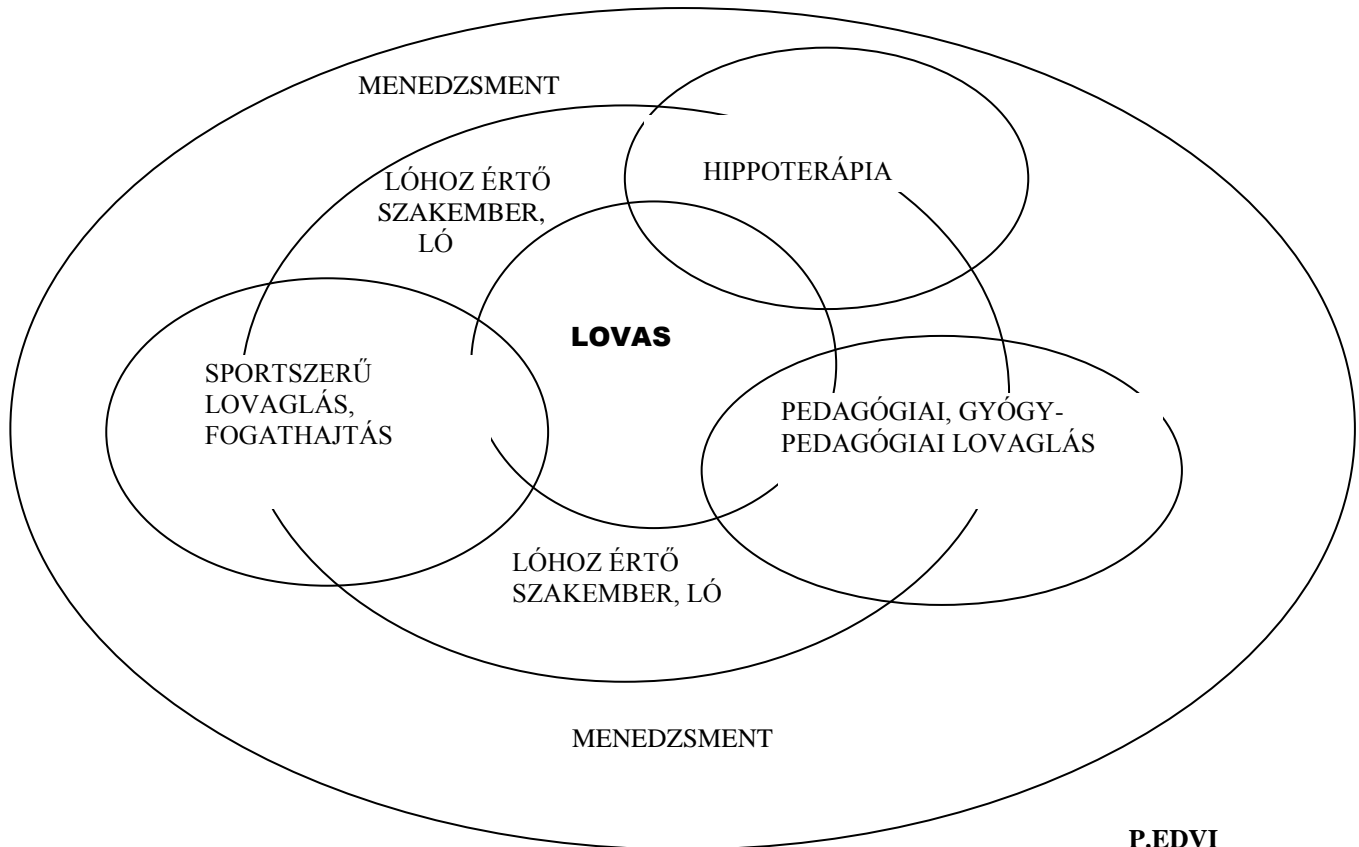 MENEDZSMENT
LÓHOZ ÉRTŐ
SZAKEMBER,
LÓ
HIPPOTERÁPIA
LOVAS
SPORTSZERŰ
LOVAGLÁS,
FOGATHAJTÁS
PEDAGÓGIAI, GYÓGY-
PEDAGÓGIAI LOVAGLÁS
LÓHOZ ÉRTŐ
SZAKEMBER, LÓ
MENEDZSMENT
P.EDVI